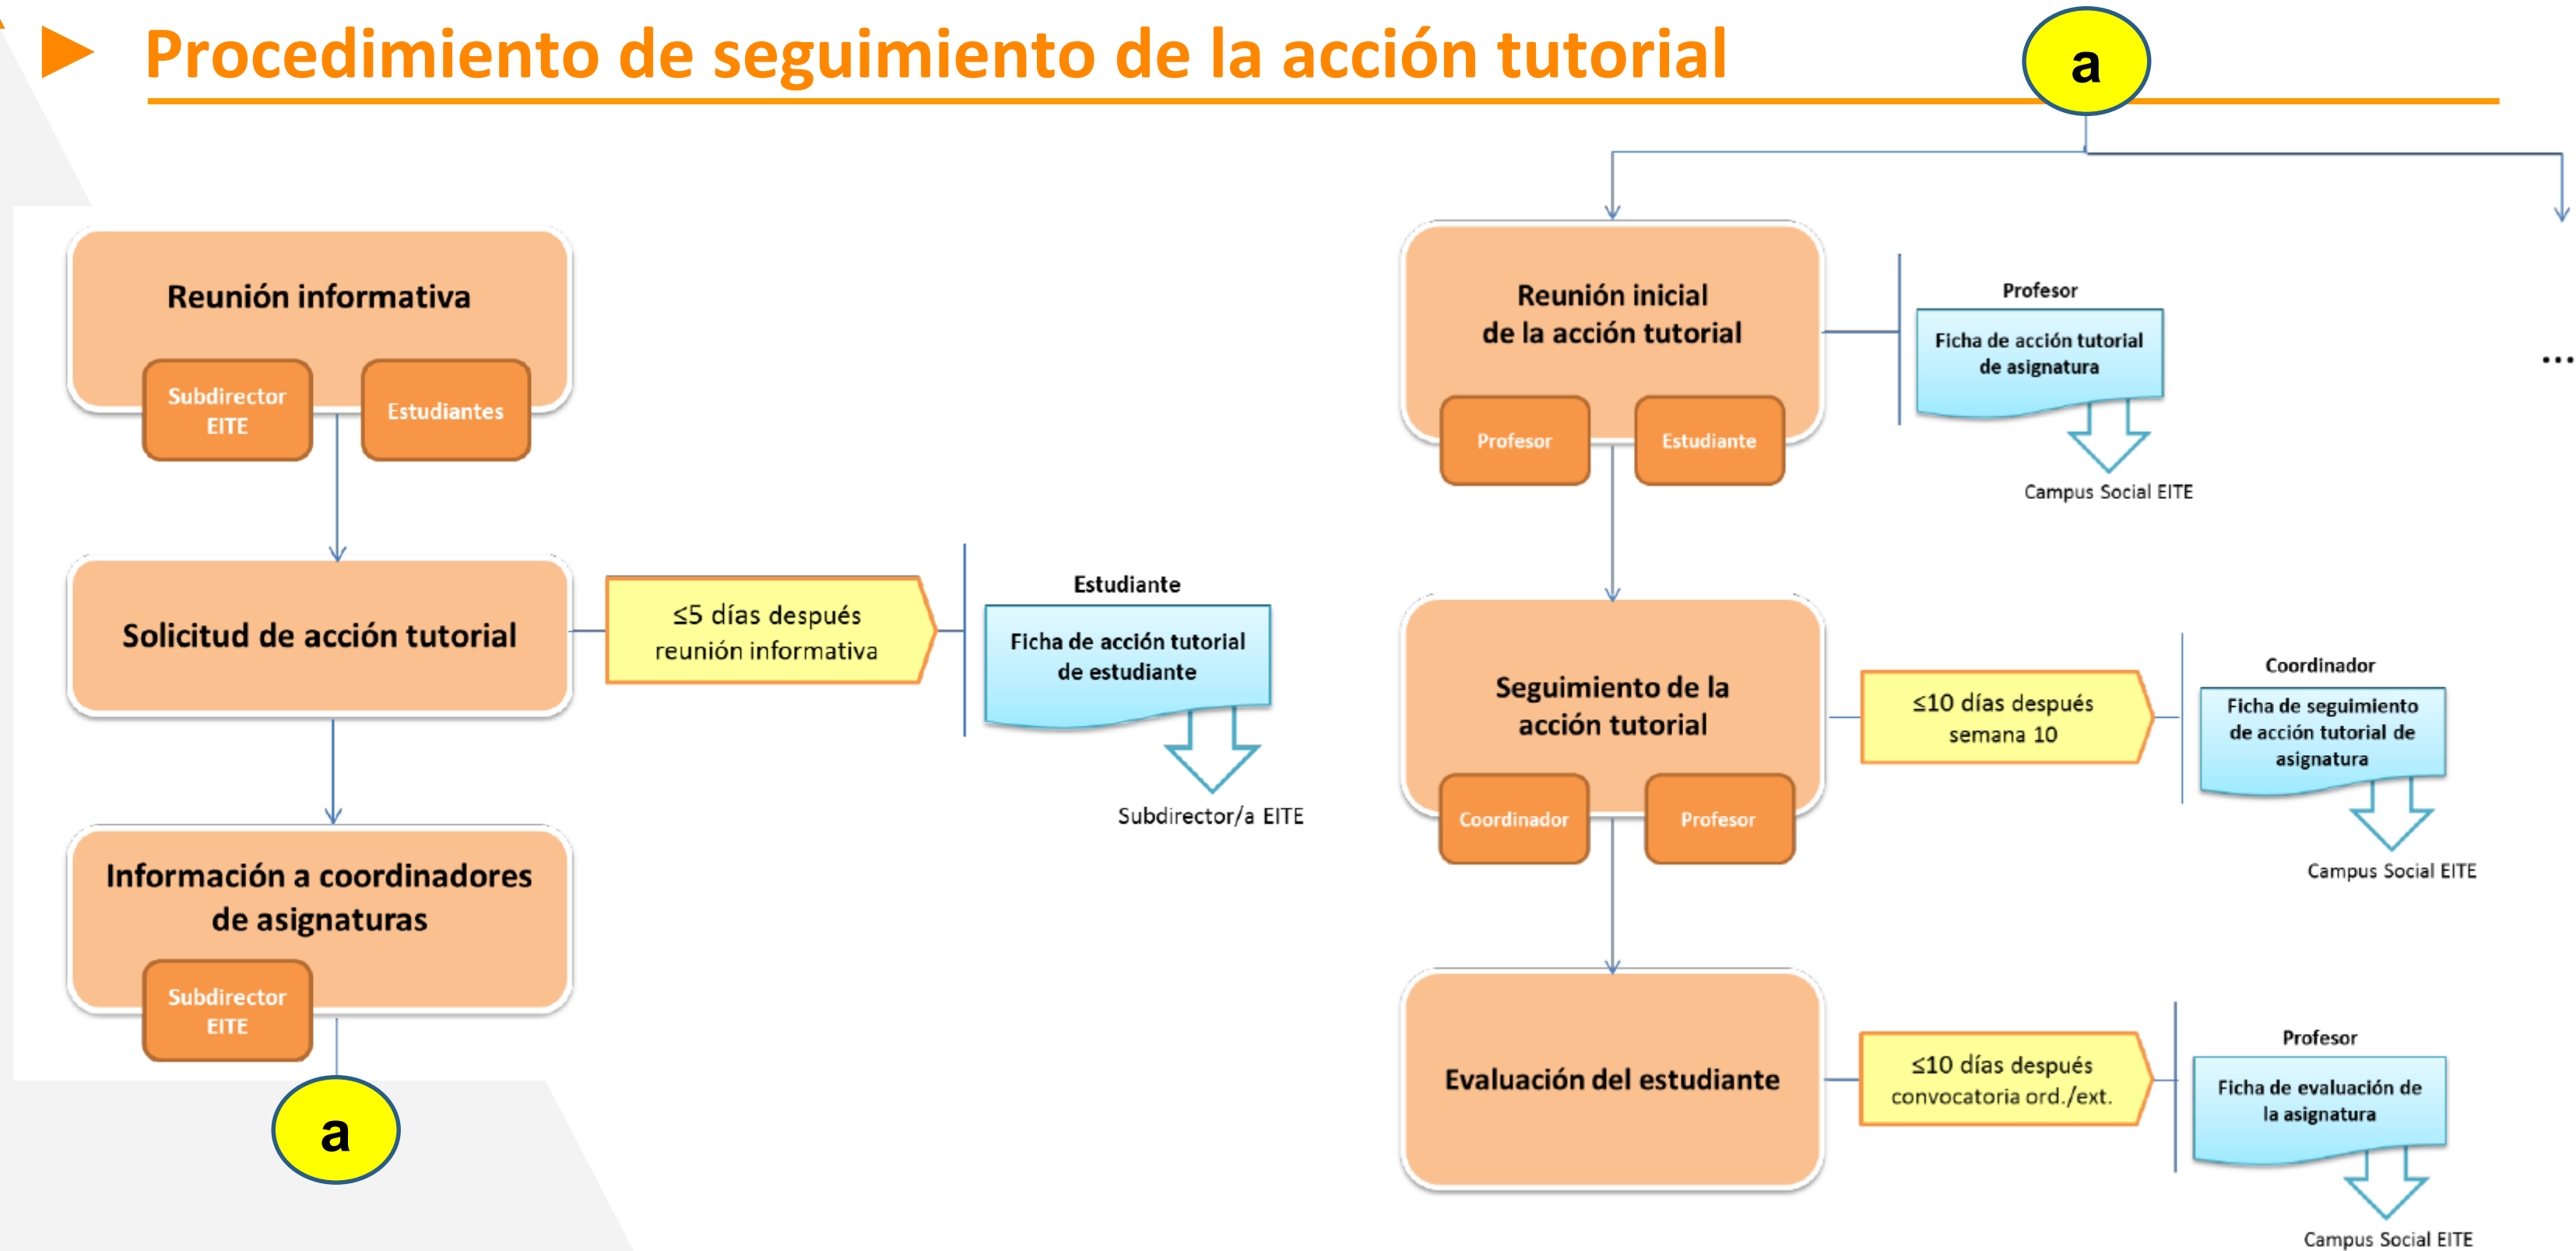 Procedimiento de seguimiento de la acción tutorial
a
Reunión informativa
Subdirector
EITE
Estudiantes
Solicitud de acción tutorial
≤5 días después
reunión informativa
Estudiante
Ficha de acción tutorial
de estudiante
Subdirector/a EITE
Información a coordinadores
de asignaturas
Subdirector
EITE
a
Reunión inicial
de la acción tutorial
Profesor
Estudiante
Profesor
Ficha de acción tutorial
de asignatura
Campus Social EITE
...
Seguimiento de la
acción tutorial
Coordinador
Profesor
≤10 días después
semana 10
Coordinador
Ficha de seguimiento
de acción tutorial de
asignatura
Campus Social EITE
Evaluación del estudiante
≤10 días después
convocatoria ord./ext.
Profesor
Ficha de evaluación de
la asignatura
Campus Social EITE